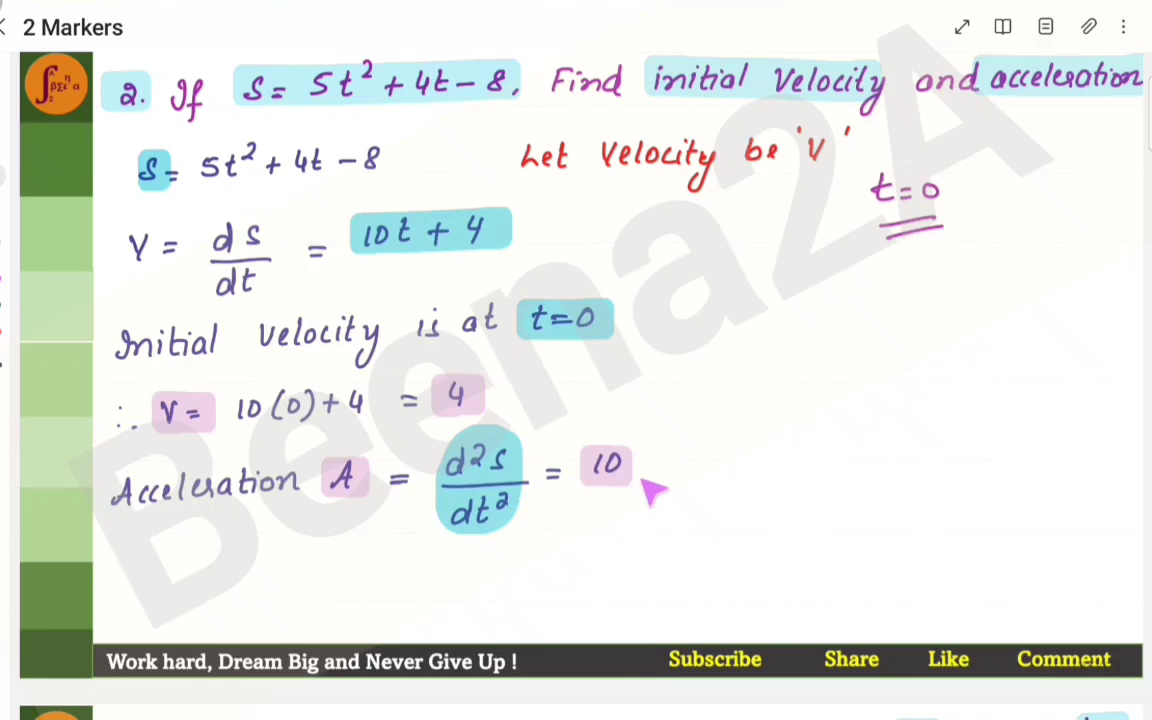 2 Markers
2. If S = 5t² + 4t - 8, Find initial Velocity and acceleration
S = 5t² + 4t - 8
Let Velocity be 'V'
t = 0
V = ds/dt = 10t + 4
Initial Velocity is at t = 0
∴ V = 10(0) + 4 = 4
Acceleration A = d2s/dt² = 10
Beena2A
Work hard, Dream Big and Never Give Up ! Subscribe Share Like Comment